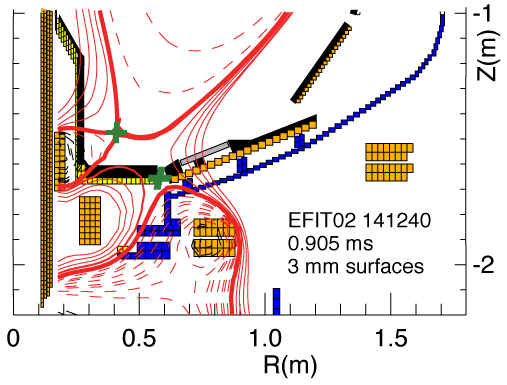 -1
Z(m)
EFIT02 141240
0.905 ms
3 mm surfaces
-2
0 0.5 1.0 1.5
R(m)